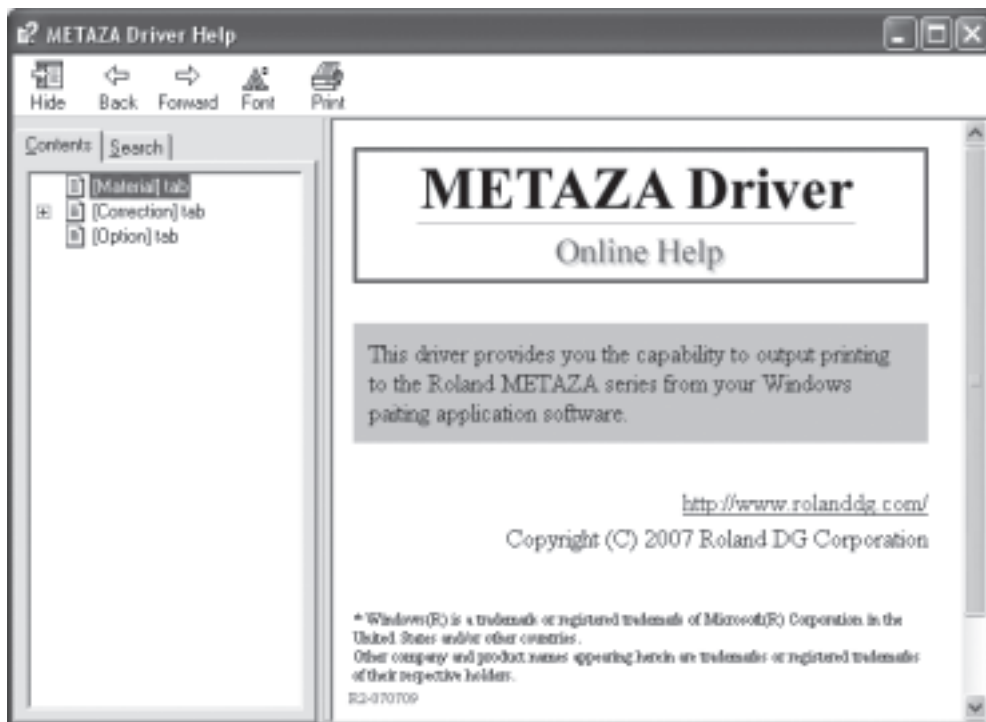 METAZA Driver Help
Hide Back Forward Font Print
Contents Search
[Material] tab
[Correction] tab
[Option] tab
METAZA Driver
Online Help
This driver provides you the capability to output printing
to the Roland METAZA series from your Windows
paiting application software.
http://www.rolanddg.com/
Copyright (C) 2007 Roland DG Corporation
* Windows(R) is a trademark or registered trademark of Microsoft(R) Corporation in the
United States and/or other countries.
Other company and product names appearing herein are trademarks or registered trademarks
of their respective holders.
R2-070709